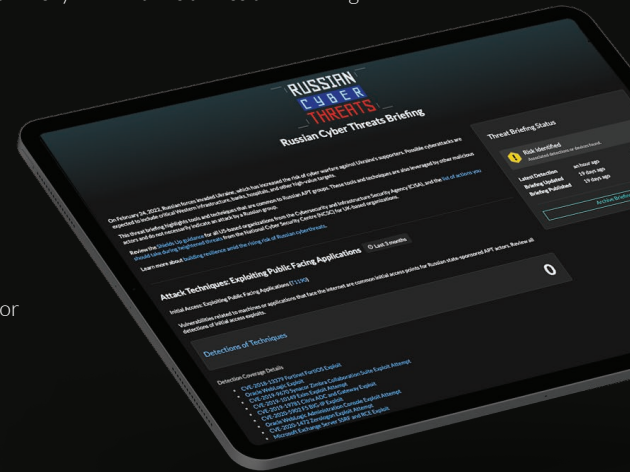 RUSSIAN
CYBER
THREATS
Russian Cyber Threats Briefing
On February 24, 2022, Russian forces invaded Ukraine, which has increased the risk of cyber warfare against Ukraine's supporters. Possible cyberattacks are
expected to include critical Western infrastructure, banks, hospitals, and other high-value targets.
This threat briefing highlights tools and techniques that are common to Russian APT groups. These tools and techniques are also leveraged by other malicious
actors and do not necessarily indicate an attack by a Russian group.
Review the Shields Up guidance for all US-based organizations from the Cybersecurity and Infrastructure Security Agency (CISA), and the list of actions you
should take during heightened threats from the National Cyber Security Centre (NCSC) for UK-based organizations.
Learn more about building resilience amid the rising risk of Russian cyberthreats.
Attack Techniques: Exploiting Public Facing Applications Last 3 months
Initial Access: Exploiting Public Facing Applications (T1190)
Vulnerabilities related to machines or applications that face the internet are common initial access points for Russian state-sponsored APT actors. Review all
detections of initial access exploits.
Detections of Techniques
0
Detection Coverage Details
CVE-2018-13379 Fortinet FortiOS Exploit
Oracle WebLogic Exploit
CVE-2019-9670 Synacor Zimbra Collaboration Suite Exploit Attempt
CVE-2019-10149 Exim Exploit Attempt
CVE-2019-19781 Citrix ADC and Gateway Exploit
CVE-2020-5902 F5 BIG-IP Exploit
Oracle WebLogic Administration Console Exploit Attempt
CVE-2020-1472 Zerologon Exploit Attempt
Microsoft Exchange Server SSRF and RCE Exploit
Threat Briefing Status
Risk Identified
Associated detections or devices found.
Latest Detection an hour ago
Briefing Updated 19 days ago
Briefing Published 19 days ago
Archive Briefing
or